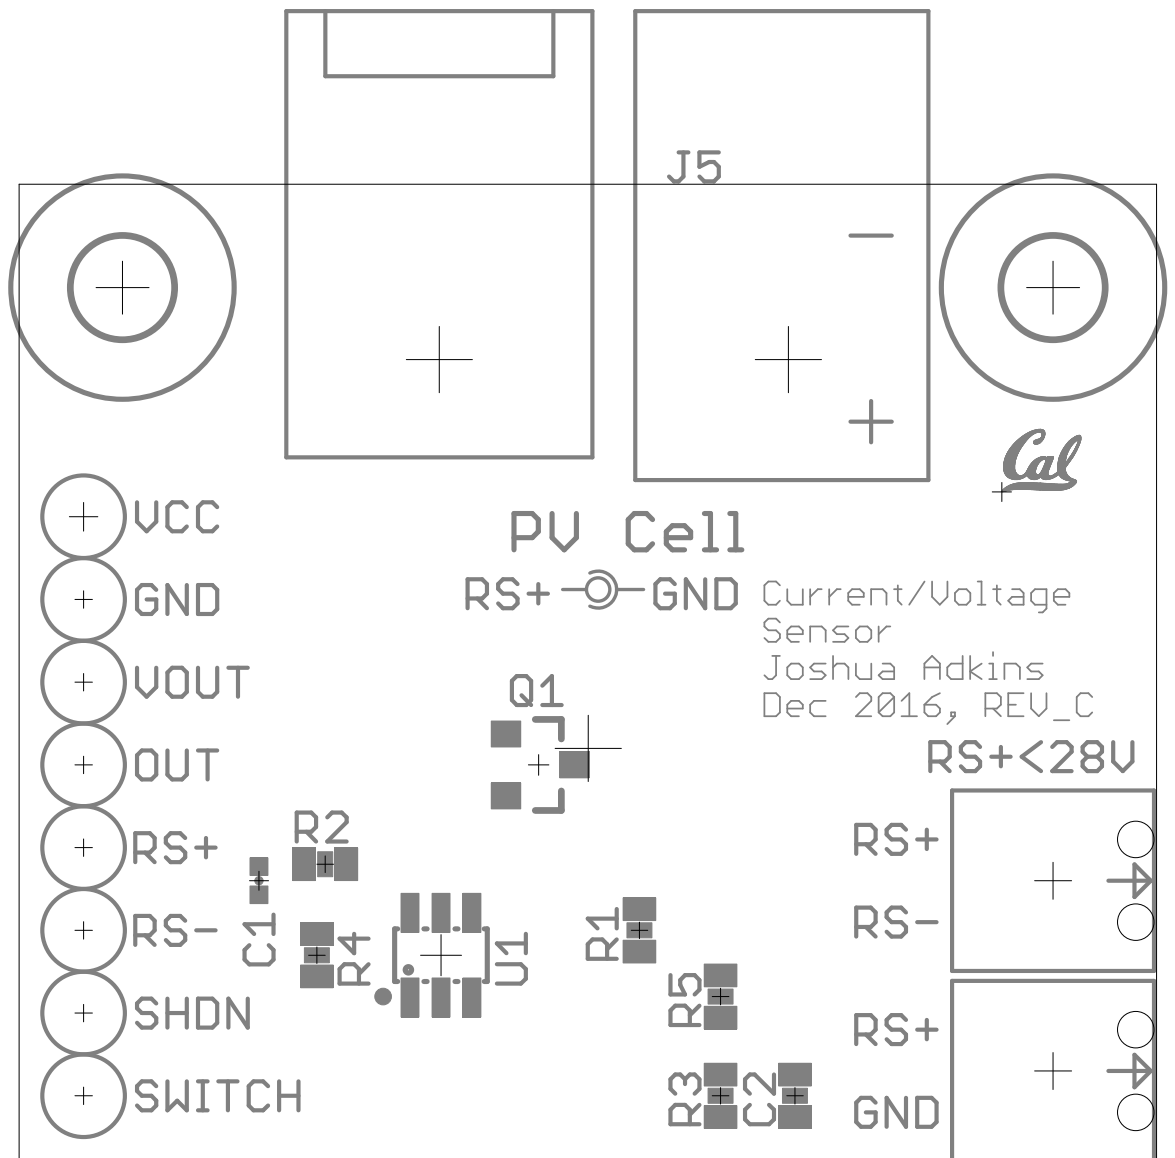 J5
−
+
Cal
PV Cell
RS+ GND
Current/Voltage
Sensor
Joshua Adkins
Dec 2016, REV_C
RS+<28V
VCC
GND
VOUT
OUT
RS+
RS-
SHDN
SWITCH
Q1
R2
C1
R4
U1
R1
R5
R3
C2
RS+
RS-
RS+
GND